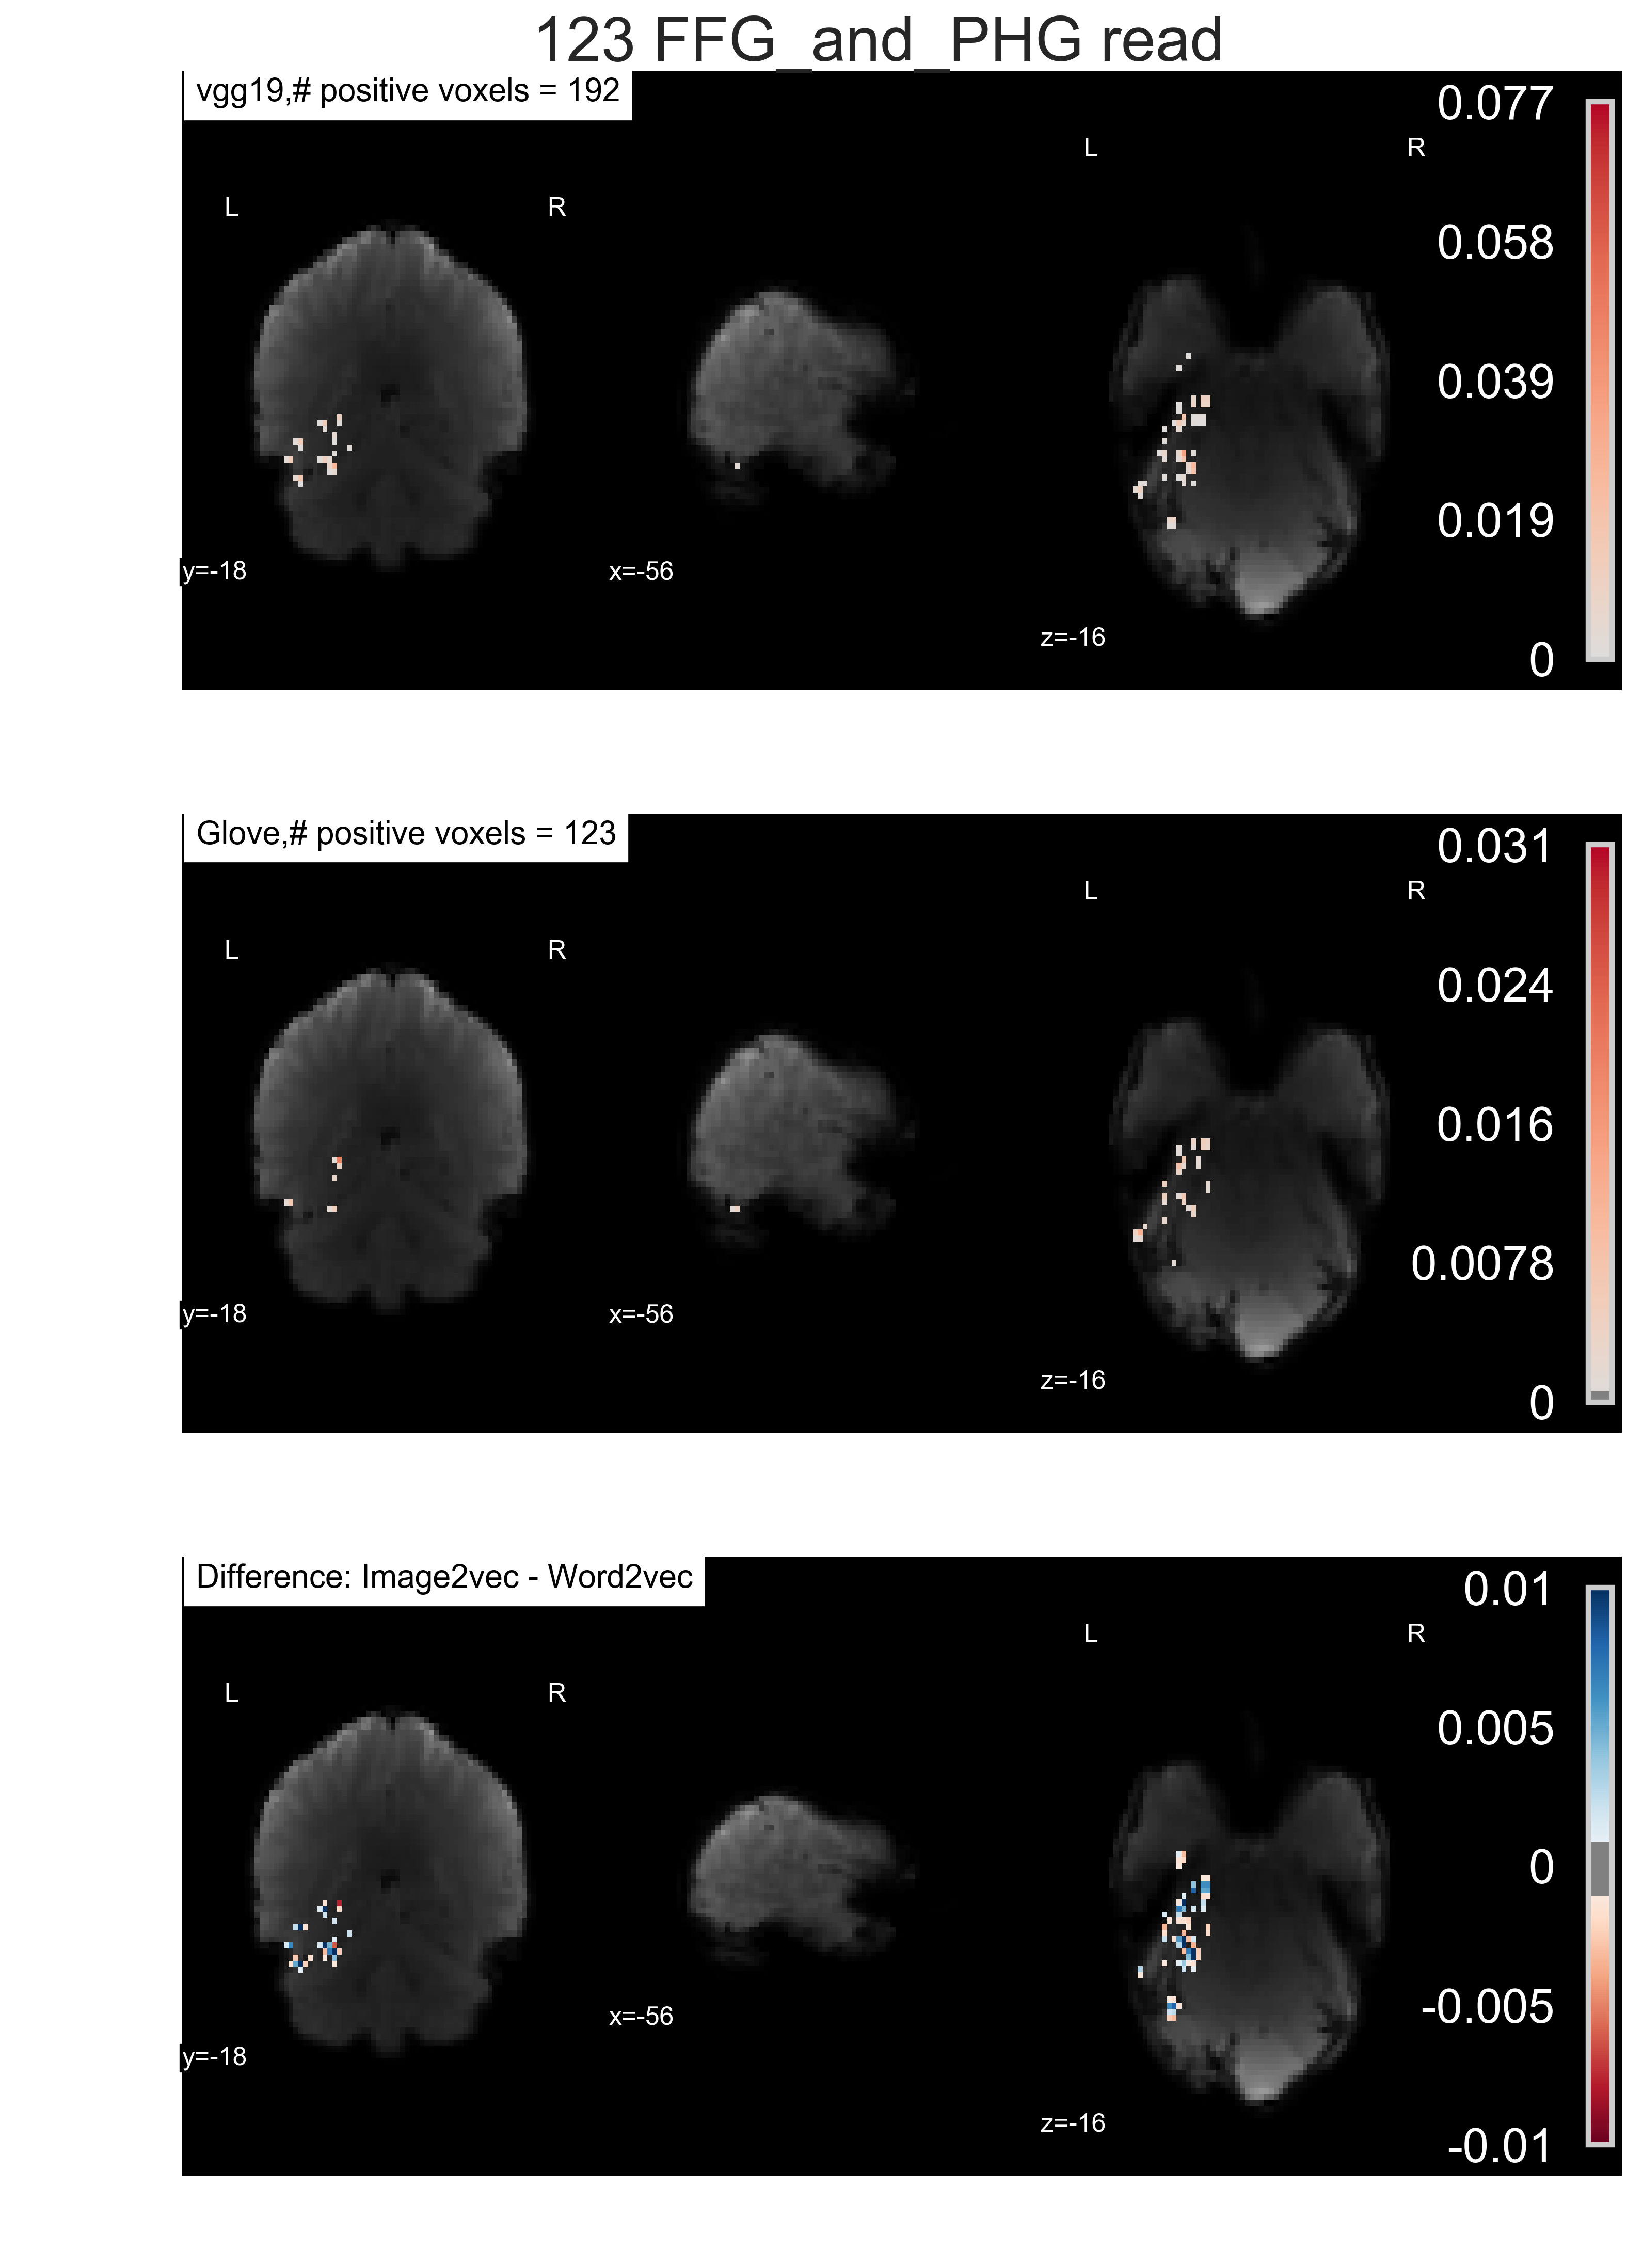 123 FFG_and_PHG read
vgg19,# positive voxels = 192
L R
L R
y=-18
x=-56
z=-16
0.077
0.058
0.039
0.019
0
Glove,# positive voxels = 123
L R
L R
y=-18
x=-56
z=-16
0.031
0.024
0.016
0.0078
0
Difference: Image2vec - Word2vec
L R
L R
y=-18
x=-56
z=-16
0.01
0.005
0
-0.005
-0.01